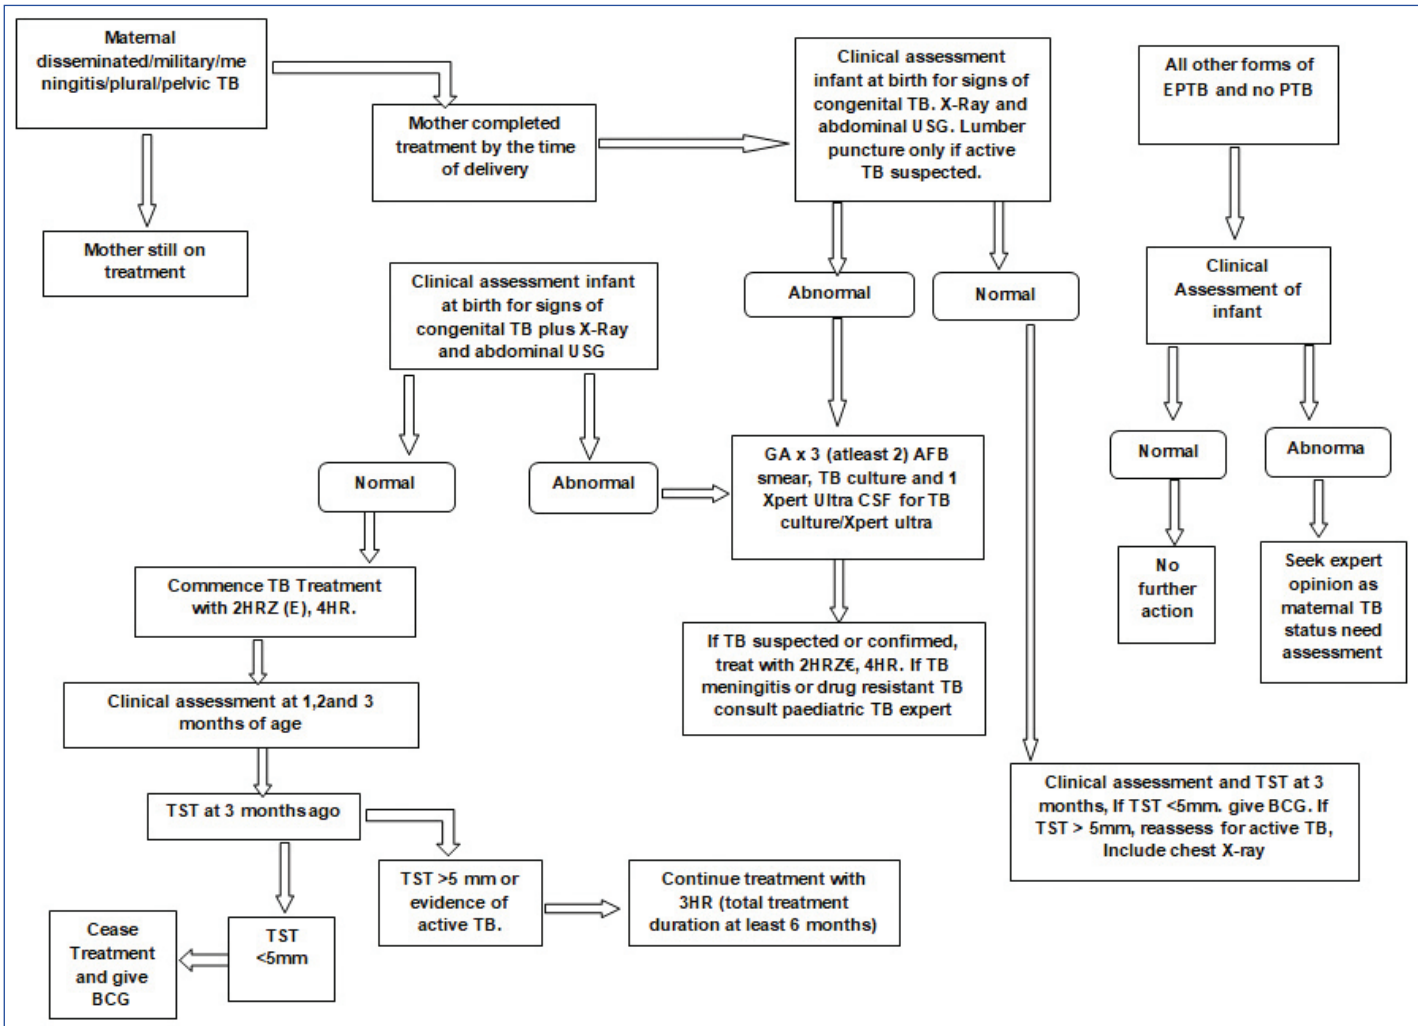 Maternal
disseminated/military/me
ningitis/plural/pelvic TB
Mother completed
treatment by the time
of delivery
Clinical assessment
infant at birth for signs of
congenital TB. X-Ray and
abdominal USG. Lumber
puncture only if active
TB suspected.
All other forms of
EPTB and no PTB
Mother still on
treatment
Clinical assessment infant
at birth for signs of
congenital TB plus X-Ray
and abdominal USG
Abnormal
Normal
Clinical
Assessment of
infant
Normal
Abnormal
GA x 3 (atleast 2) AFB
smear, TB culture and 1
Xpert Ultra CSF for TB
culture/Xpert ultra
Normal
Abnorma
Commence TB Treatment
with 2HRZ (E), 4HR.
No
further
action
Seek expert
opinion as
maternal TB
status need
assessment
If TB suspected or confirmed,
treat with 2HRZ€, 4HR. If TB
meningitis or drug resistant TB
consult paediatric TB expert
Clinical assessment at 1,2and 3
months of age
TST at 3 months ago
Clinical assessment and TST at 3
months, If TST <5mm. give BCG. If
TST > 5mm, reassess for active TB,
Include chest X-ray
TST >5 mm or
evidence of
active TB.
Continue treatment with
3HR (total treatment
duration at least 6 months)
Cease
Treatment
and give
BCG
TST
<5mm